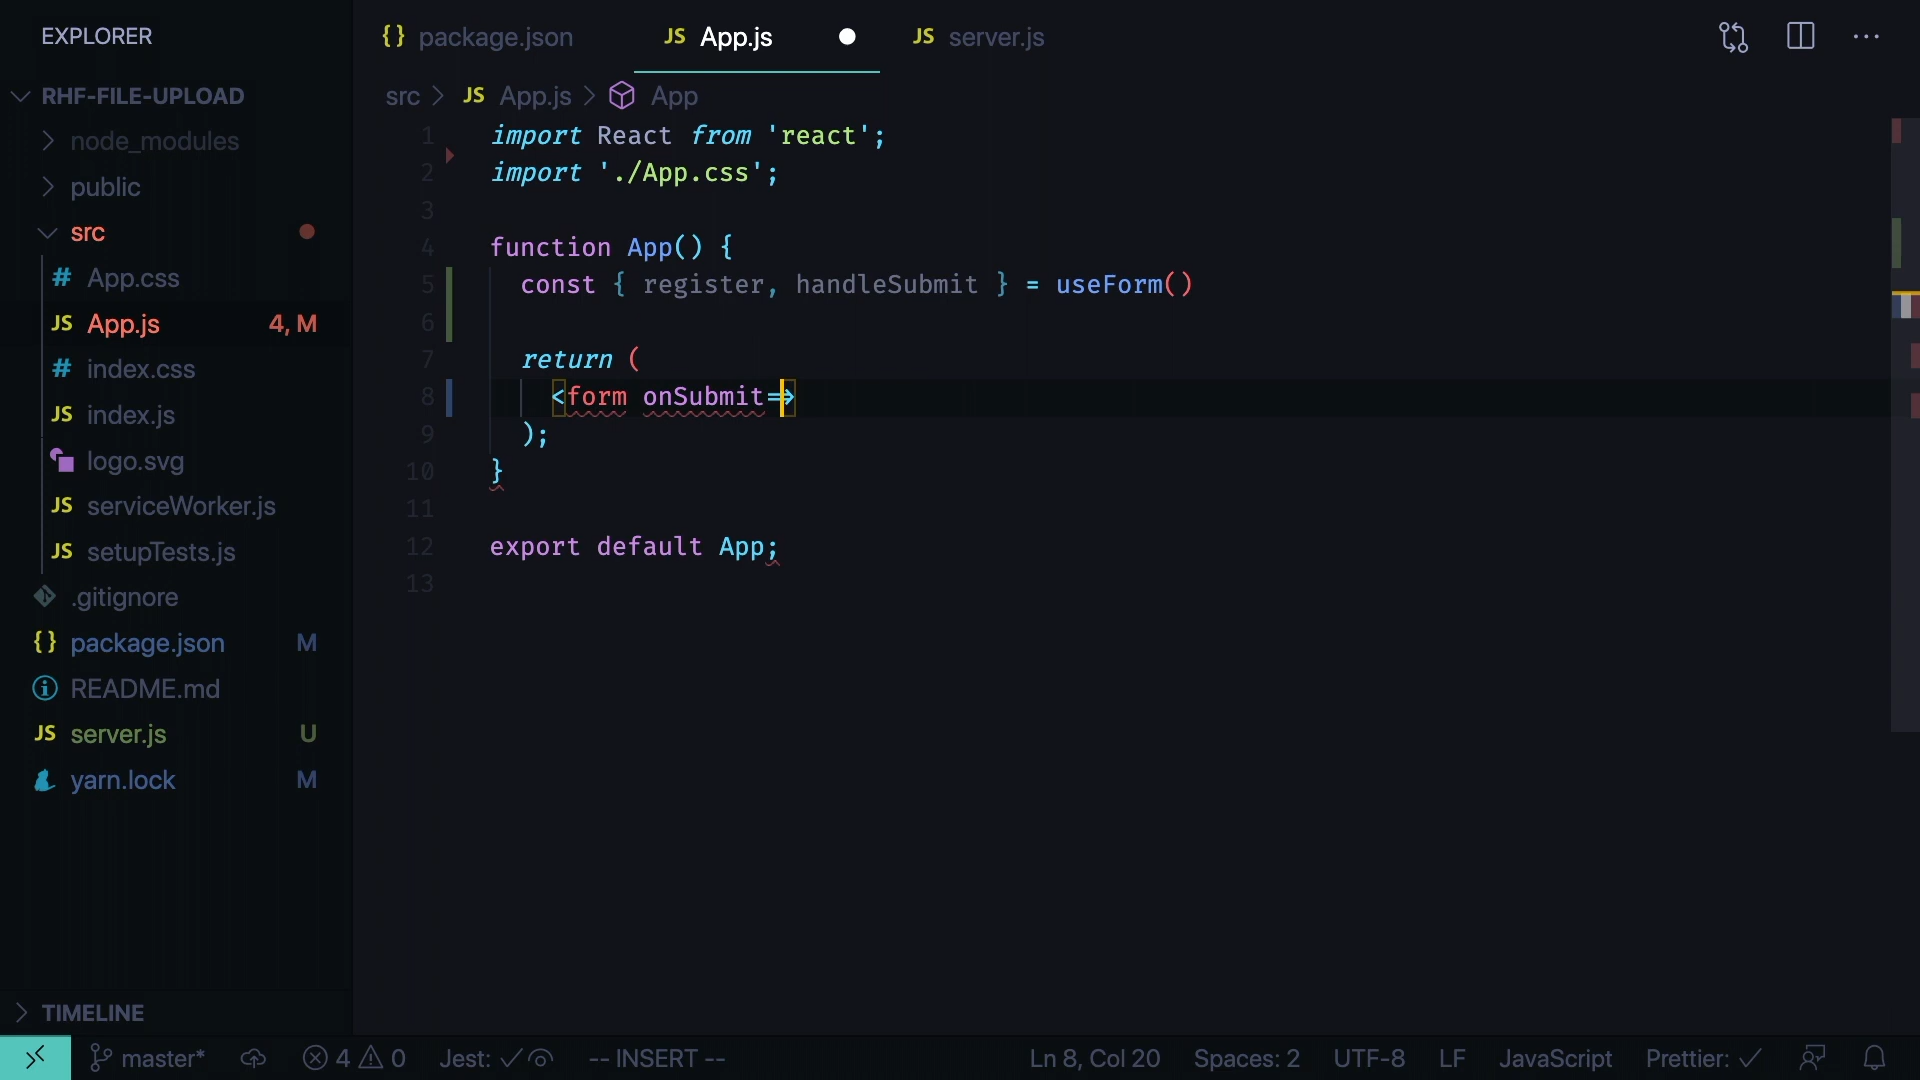 EXPLORER
RHF-FILE-UPLOAD
node_modules
public
src
# App.css
JS App.js 4, M
# index.css
JS index.js
logo.svg
JS serviceWorker.js
JS setupTests.js
.gitignore
{} package.json M
README.md
JS server.js U
yarn.lock M
TIMELINE
{} package.json
JS App.js
JS server.js
src > JS App.js > App
1 import React from 'react';
2 import './App.css';
3
4 function App() {
5 const { register, handleSubmit } = useForm()
6
7 return (
8 <form onSubmit=>
9 );
10 }
11
12 export default App;
13
master* 4 0 Jest: -- INSERT -- Ln 8, Col 20 Spaces: 2 UTF-8 LF JavaScript Prettier: